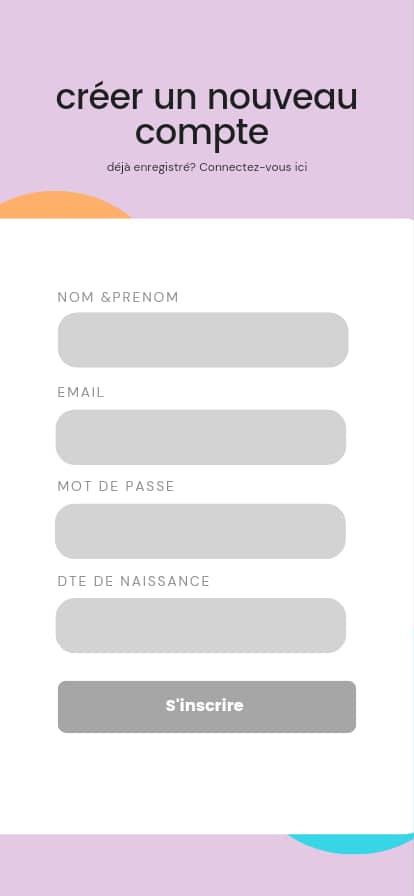 créer un nouveau
compte
déjà enregistré? Connectez-vous ici
NOM &PRENOM
EMAIL
MOT DE PASSE
DTE DE NAISSANCE
S'inscrire